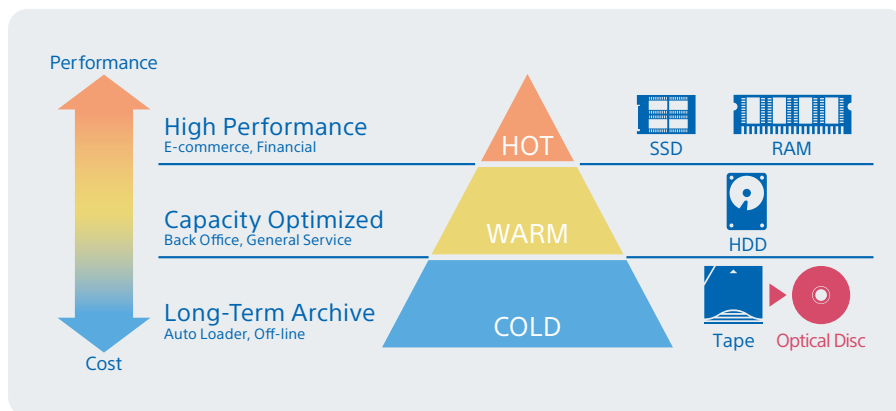 Performance
High Performance
E-commerce, Financial
HOT
SSD
RAM
Capacity Optimized
Back Office, General Service
WARM
HDD
Long-Term Archive
Auto Loader, Off-line
COLD
Tape
Optical Disc
Cost